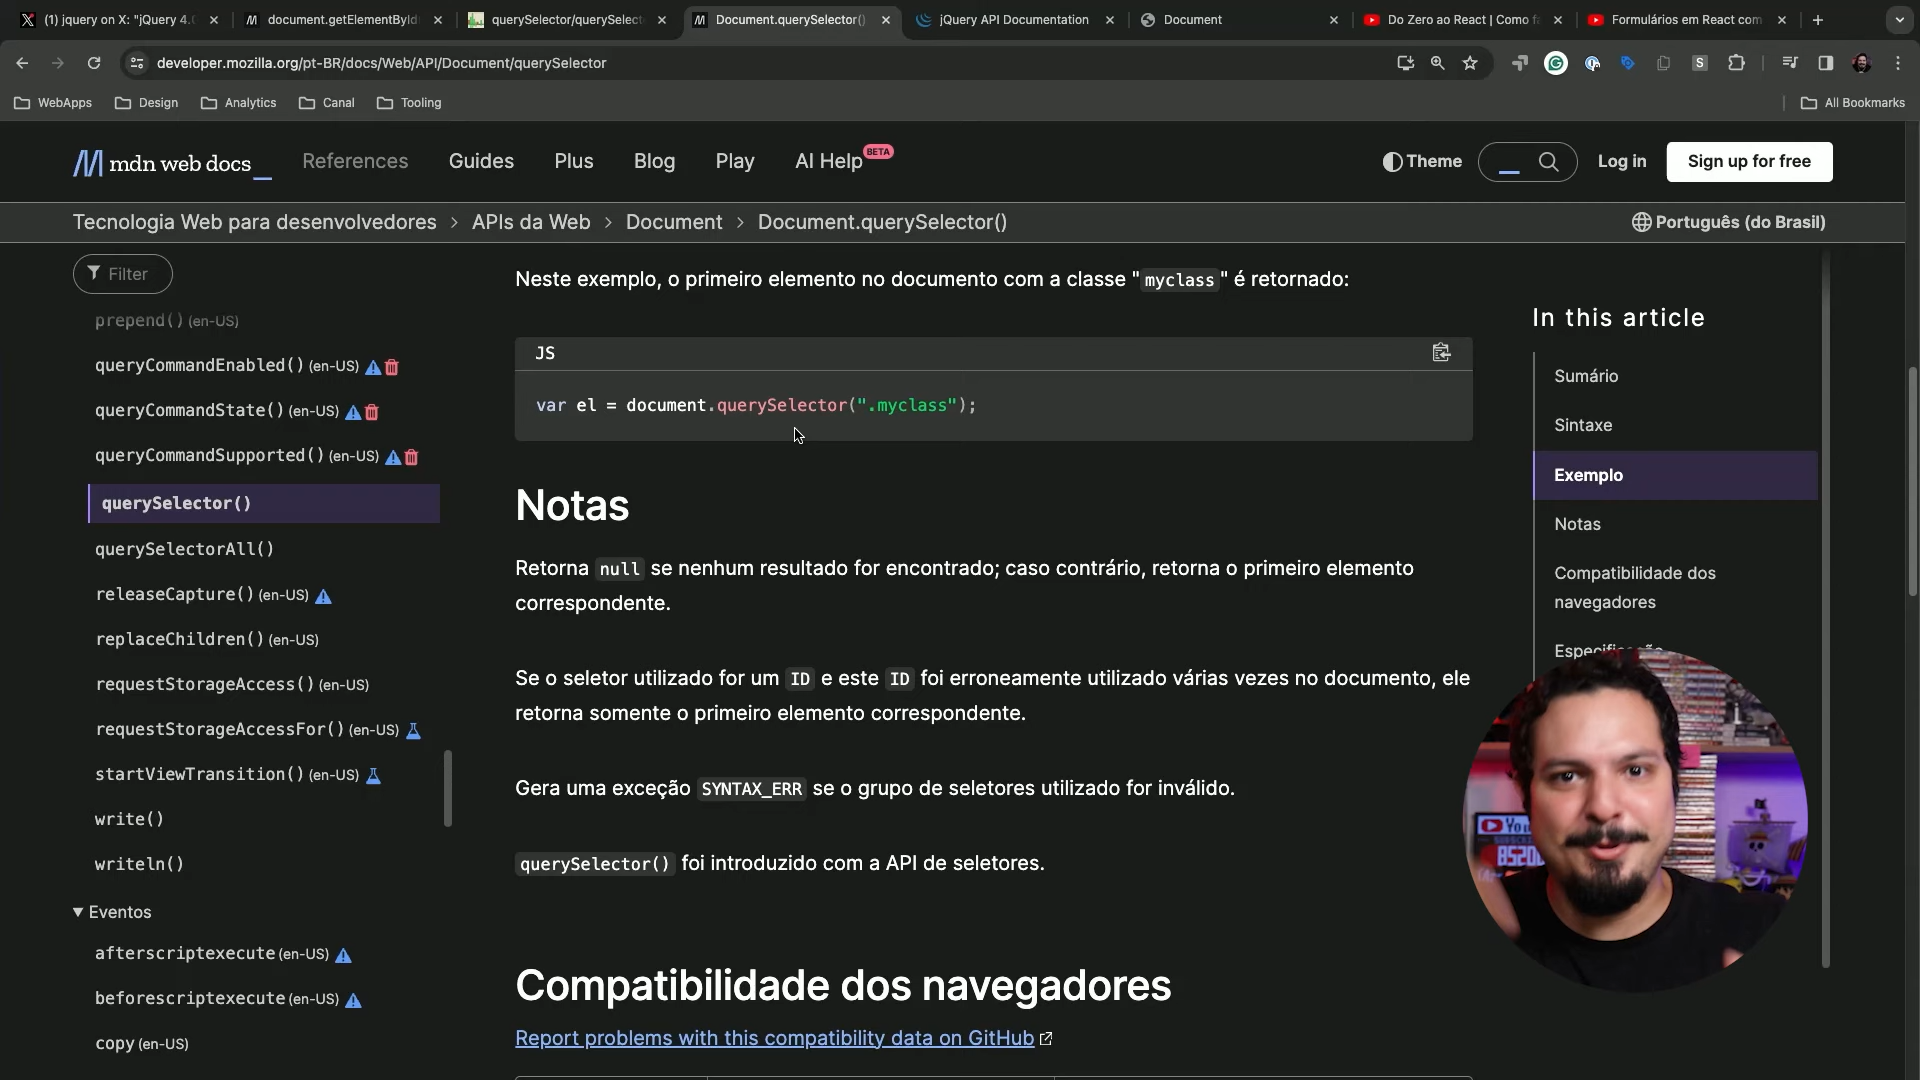 (1) jquery on X: "jQuery 4.0
document.getElementById
querySelector/querySelect
Document.querySelector()
jQuery API Documentation
Document
Do Zero ao React | Como f
Formulários em React com
developer.mozilla.org/pt-BR/docs/Web/API/Document/querySelector
WebApps
Design
Analytics
Canal
Tooling
All Bookmarks
mdn web docs_
References
Guides
Plus
Blog
Play
AI Help
BETA
Theme
Log in
Sign up for free
Tecnologia Web para desenvolvedores > APIs da Web > Document > Document.querySelector()
Português (do Brasil)
Filter
prepend() (en-US)
queryCommandEnabled() (en-US)
queryCommandState() (en-US)
queryCommandSupported() (en-US)
querySelector()
querySelectorAll()
releaseCapture() (en-US)
replaceChildren() (en-US)
requestStorageAccess() (en-US)
requestStorageAccessFor() (en-US)
startViewTransition() (en-US)
write()
writeln()
Eventos
afterscriptexecute (en-US)
beforescriptexecute (en-US)
copy (en-US)
Neste exemplo, o primeiro elemento no documento com a classe "myclass" é retornado:
JS
var el = document.querySelector(".myclass");
Notas
Retorna null se nenhum resultado for encontrado; caso contrário, retorna o primeiro elemento
correspondente.
Se o seletor utilizado for um ID e este ID foi erroneamente utilizado várias vezes no documento, ele
retorna somente o primeiro elemento correspondente.
Gera uma exceção SYNTAX_ERR se o grupo de seletores utilizado for inválido.
querySelector() foi introduzido com a API de seletores.
Compatibilidade dos navegadores
Report problems with this compatibility data on GitHub
In this article
Sumário
Sintaxe
Exemplo
Notas
Compatibilidade dos
navegadores
Especificação